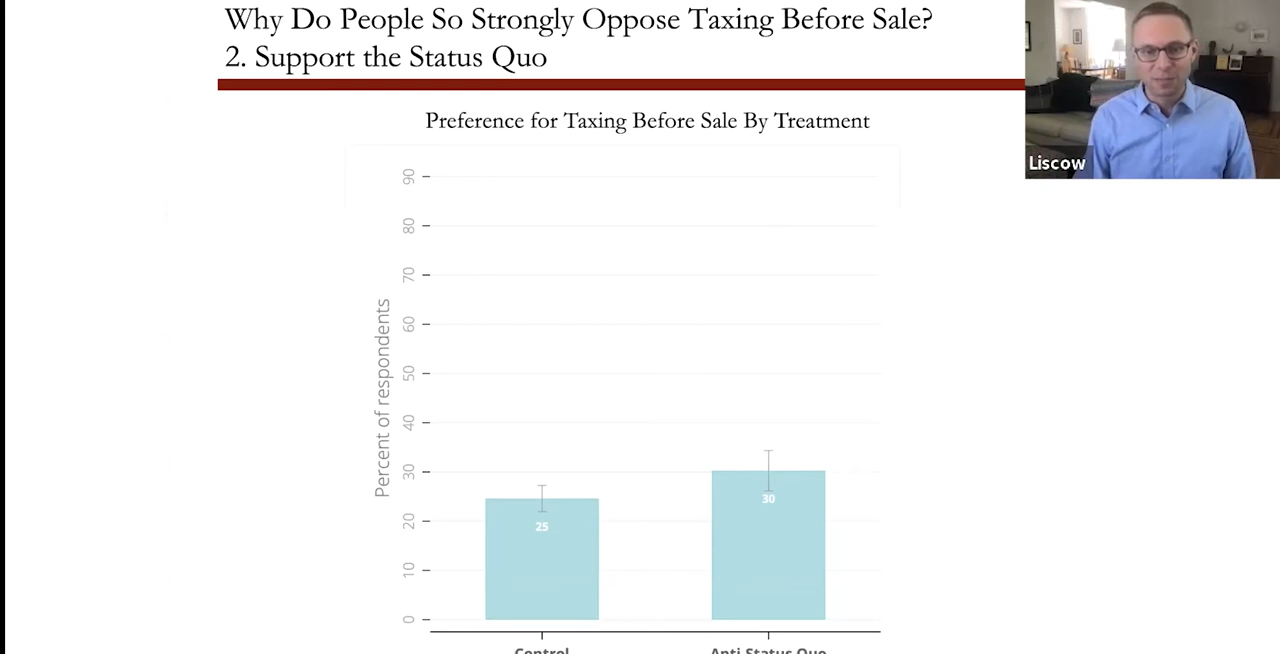 Why Do People So Strongly Oppose Taxing Before Sale?
2. Support the Status Quo
Liscow
Preference for Taxing Before Sale By Treatment
Percent of respondents
90
80
70
60
50
40
30
20
10
0
25
30
Control
Anti Status Quo